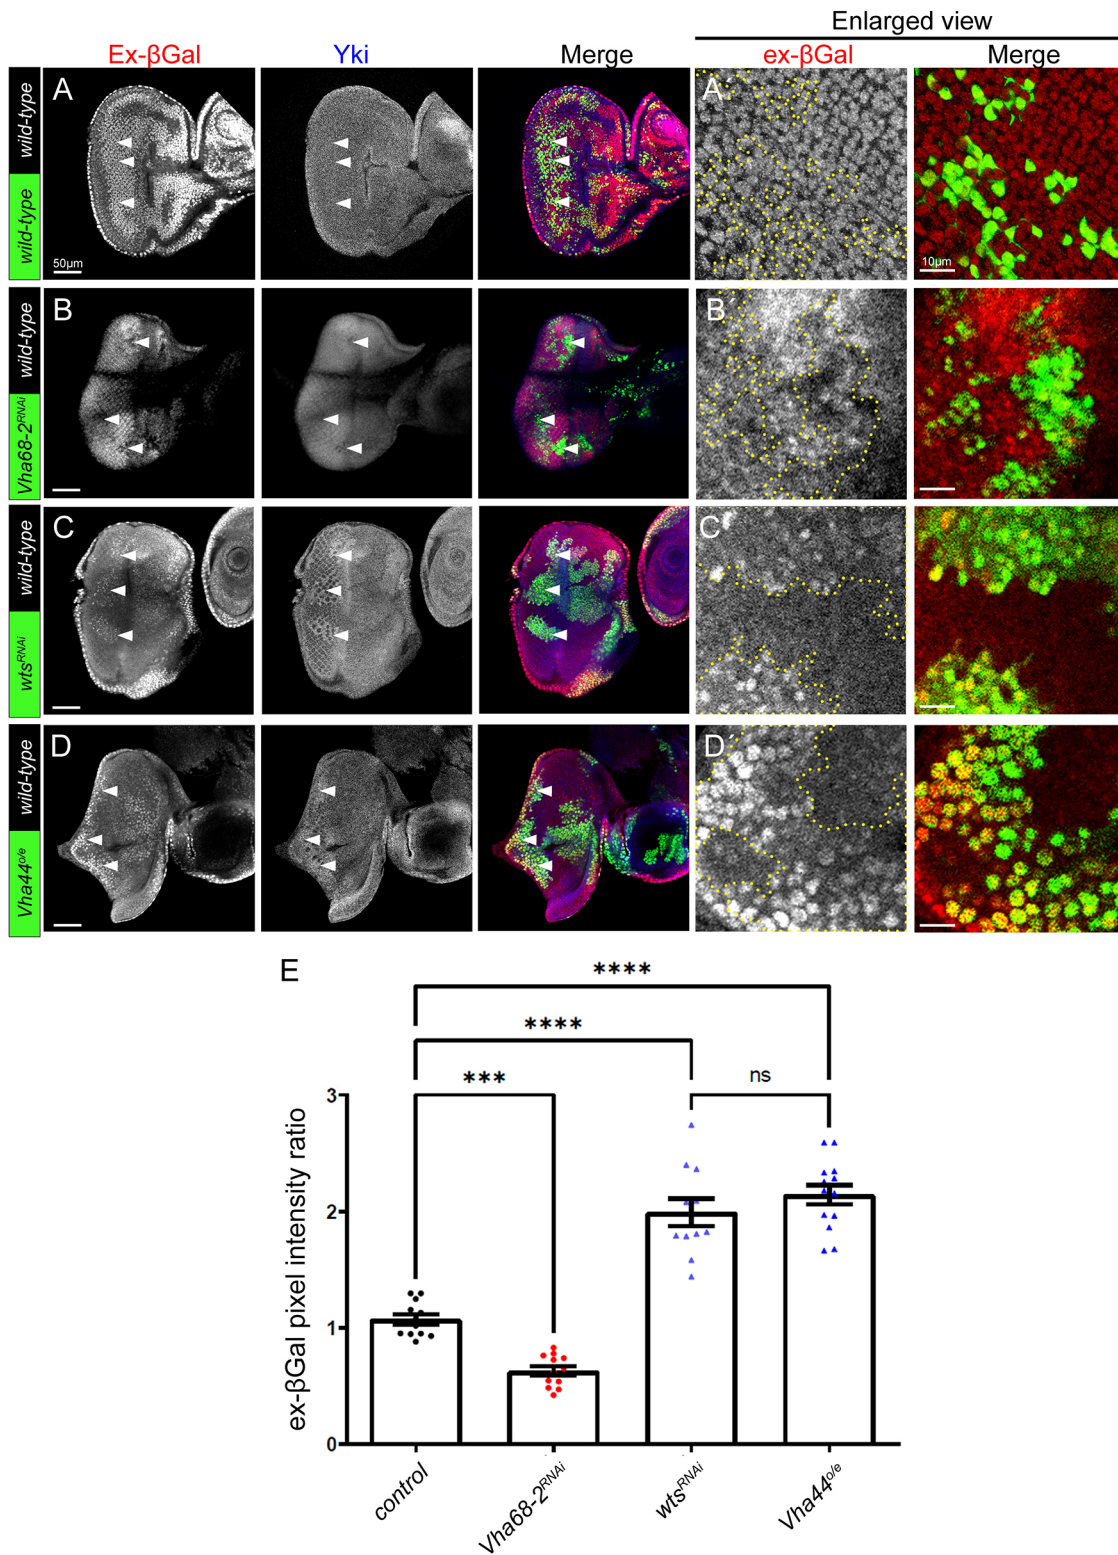 Enlarged view
Ex-βGal Yki Merge ex-βGal Merge
wild-type
wild-type
A
50µm
A'
10µm
wild-type
Vha68-2RNAi
B
B'
wild-type
wtsRNAi
C
C'
wild-type
Vha44o/e
D
D'
E
****
****
*** ns
ex-βGal pixel intensity ratio
3
2
1
0
control Vha68-2RNAi wtsRNAi Vha44o/e